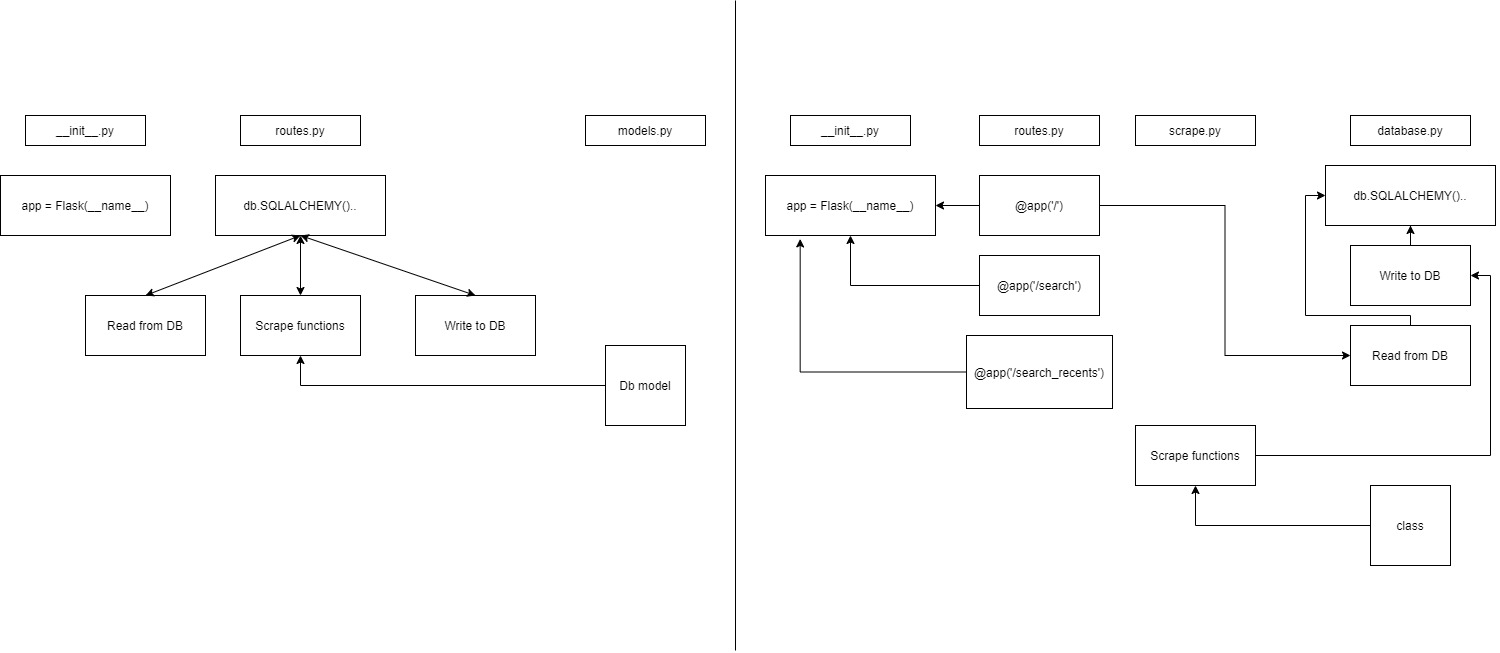 __init__.py
routes.py
models.py
app = Flask(__name__)
db.SQLALCHEMY()..
Read from DB
Scrape functions
Write to DB
Db model
__init__.py
routes.py
scrape.py
database.py
app = Flask(__name__)
@app('/')
db.SQLALCHEMY()..
@app('/search')
Write to DB
@app('/search_recents')
Read from DB
Scrape functions
class